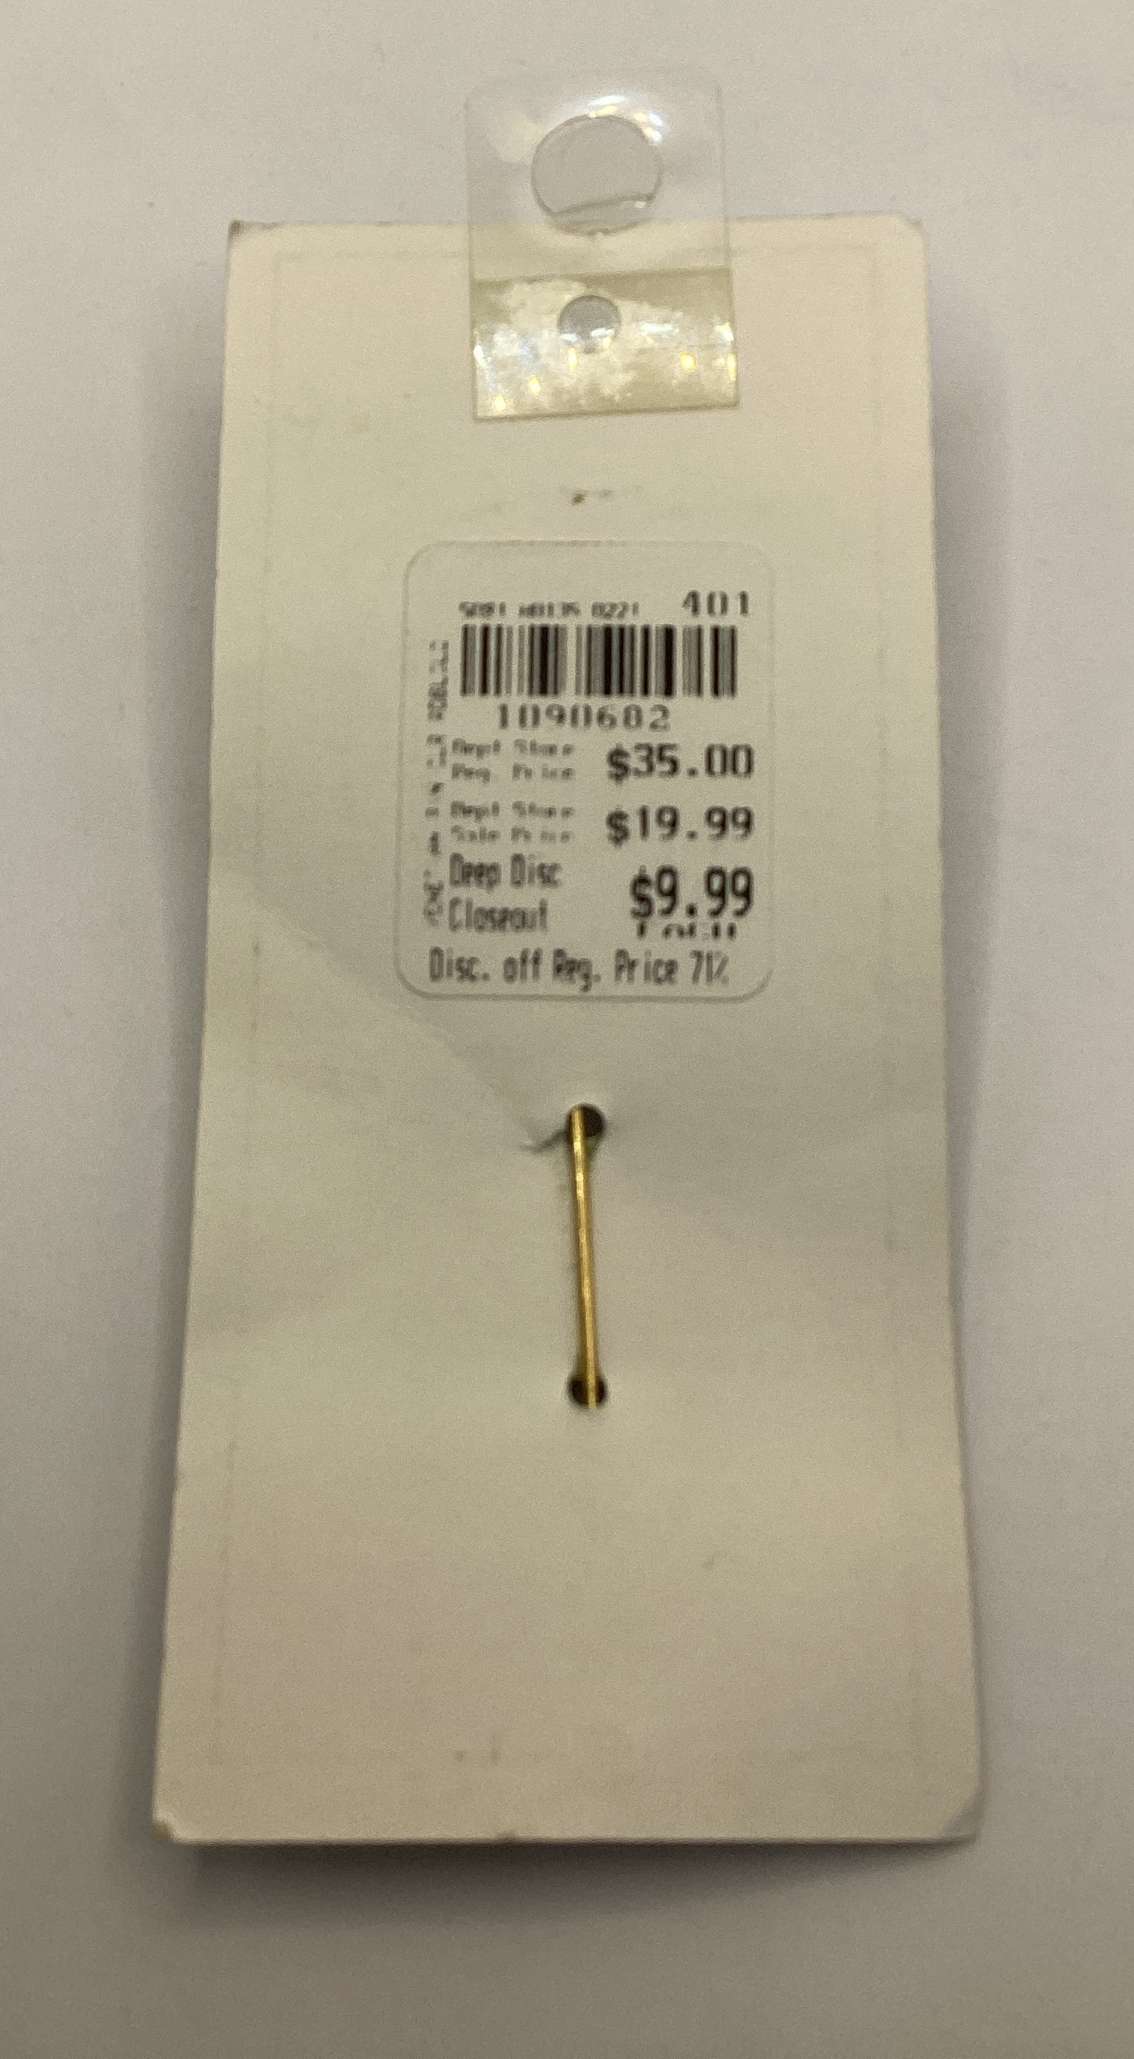 401
1090602
Dept Store $35.00
Reg. Price
Dept Store $19.99
Sale Price
Deep Disc $9.99
Closeout
Disc. off Reg. Price 71%